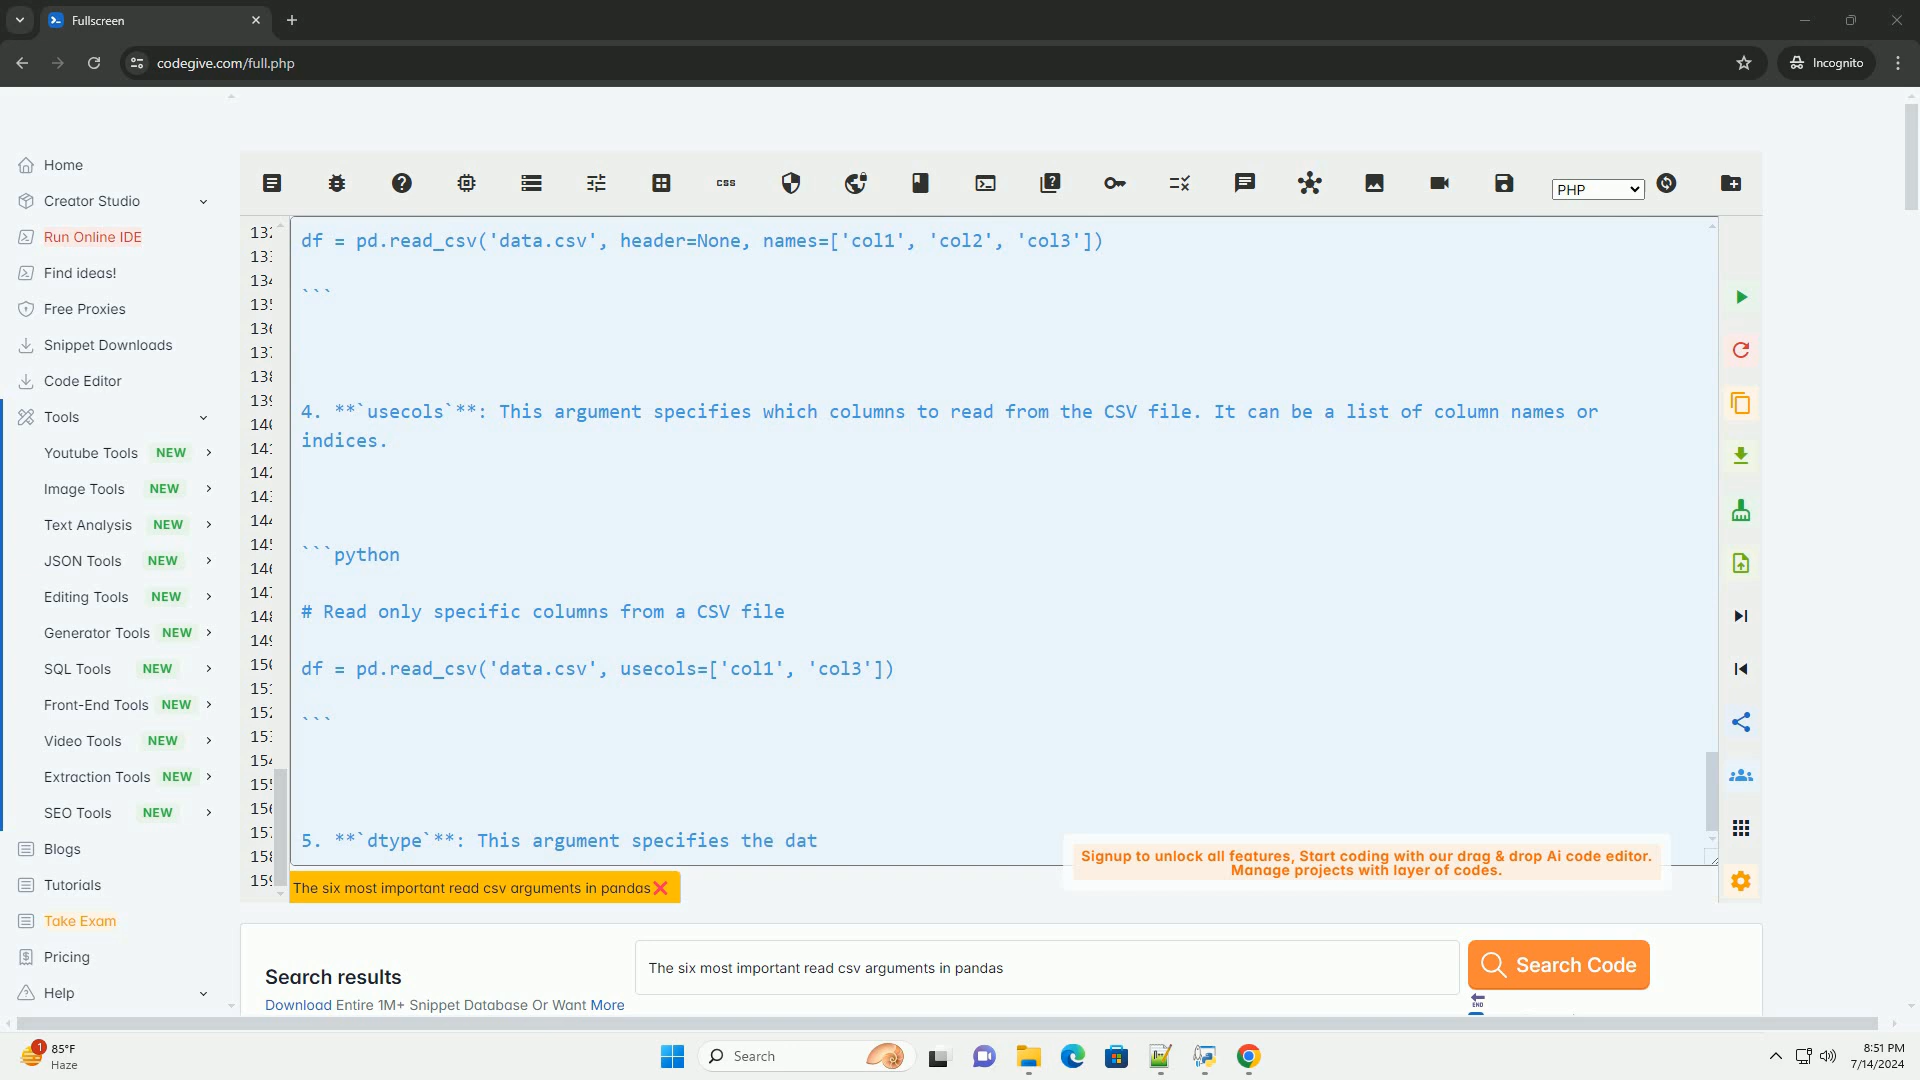 Fullscreen
codegive.com/full.php
Incognito
Home
Creator Studio
Run Online IDE
Find ideas!
Free Proxies
Snippet Downloads
Code Editor
Tools
Youtube Tools NEW
Image Tools NEW
Text Analysis NEW
JSON Tools NEW
Editing Tools NEW
Generator Tools NEW
SQL Tools NEW
Front-End Tools NEW
Video Tools NEW
Extraction Tools NEW
SEO Tools NEW
Blogs
Tutorials
Take Exam
Pricing
Help
css
PHP
df = pd.read_csv('data.csv', header=None, names=['col1', 'col2', 'col3'])
```
4. **`usecols`**: This argument specifies which columns to read from the CSV file. It can be a list of column names or
indices.
```python
# Read only specific columns from a CSV file
df = pd.read_csv('data.csv', usecols=['col1', 'col3'])
```
5. **`dtype`**: This argument specifies the dat
Signup to unlock all features, Start coding with our drag & drop Ai code editor.
Manage projects with layer of codes.
The six most important read csv arguments in pandas❌
Search results
Download Entire 1M+ Snippet Database Or Want More
The six most important read csv arguments in pandas
Search Code
END
1
85°F
Haze
Search
8:51 PM
7/14/2024